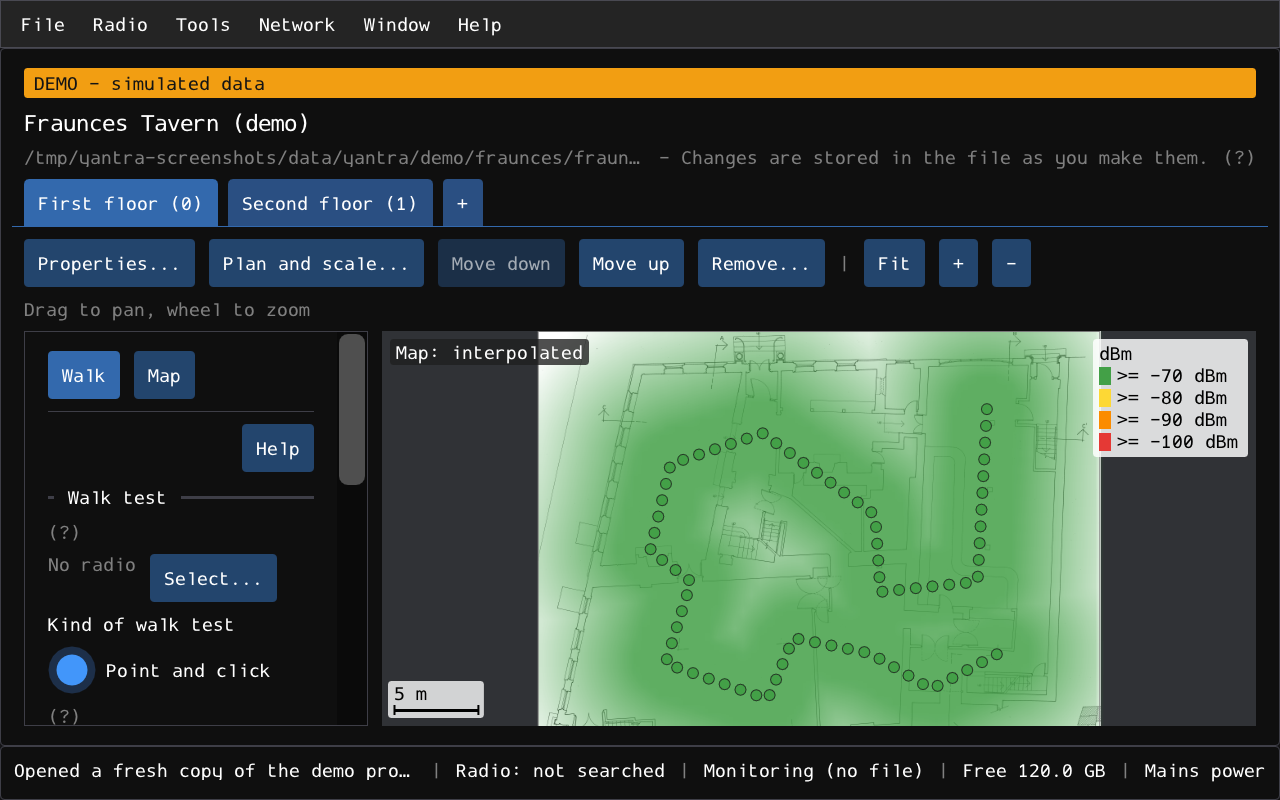 File Radio Tools Network Window Help
DEMO - simulated data
Fraunces Tavern (demo)
/tmp/yantra-screenshots/data/yantra/demo/fraunces/fraun… - Changes are stored in the file as you make them. (?)
First floor (0) Second floor (1) +
Properties... Plan and scale... Move down Move up Remove... | Fit + -
Drag to pan, wheel to zoom
Walk Map
Help
Walk test
(?)
No radio Select...
Kind of walk test
Point and click
(?)
Map: interpolated
dBm
>= -70 dBm
>= -80 dBm
>= -90 dBm
>= -100 dBm
5 m
Opened a fresh copy of the demo pro… | Radio: not searched | Monitoring (no file) | Free 120.0 GB | Mains power